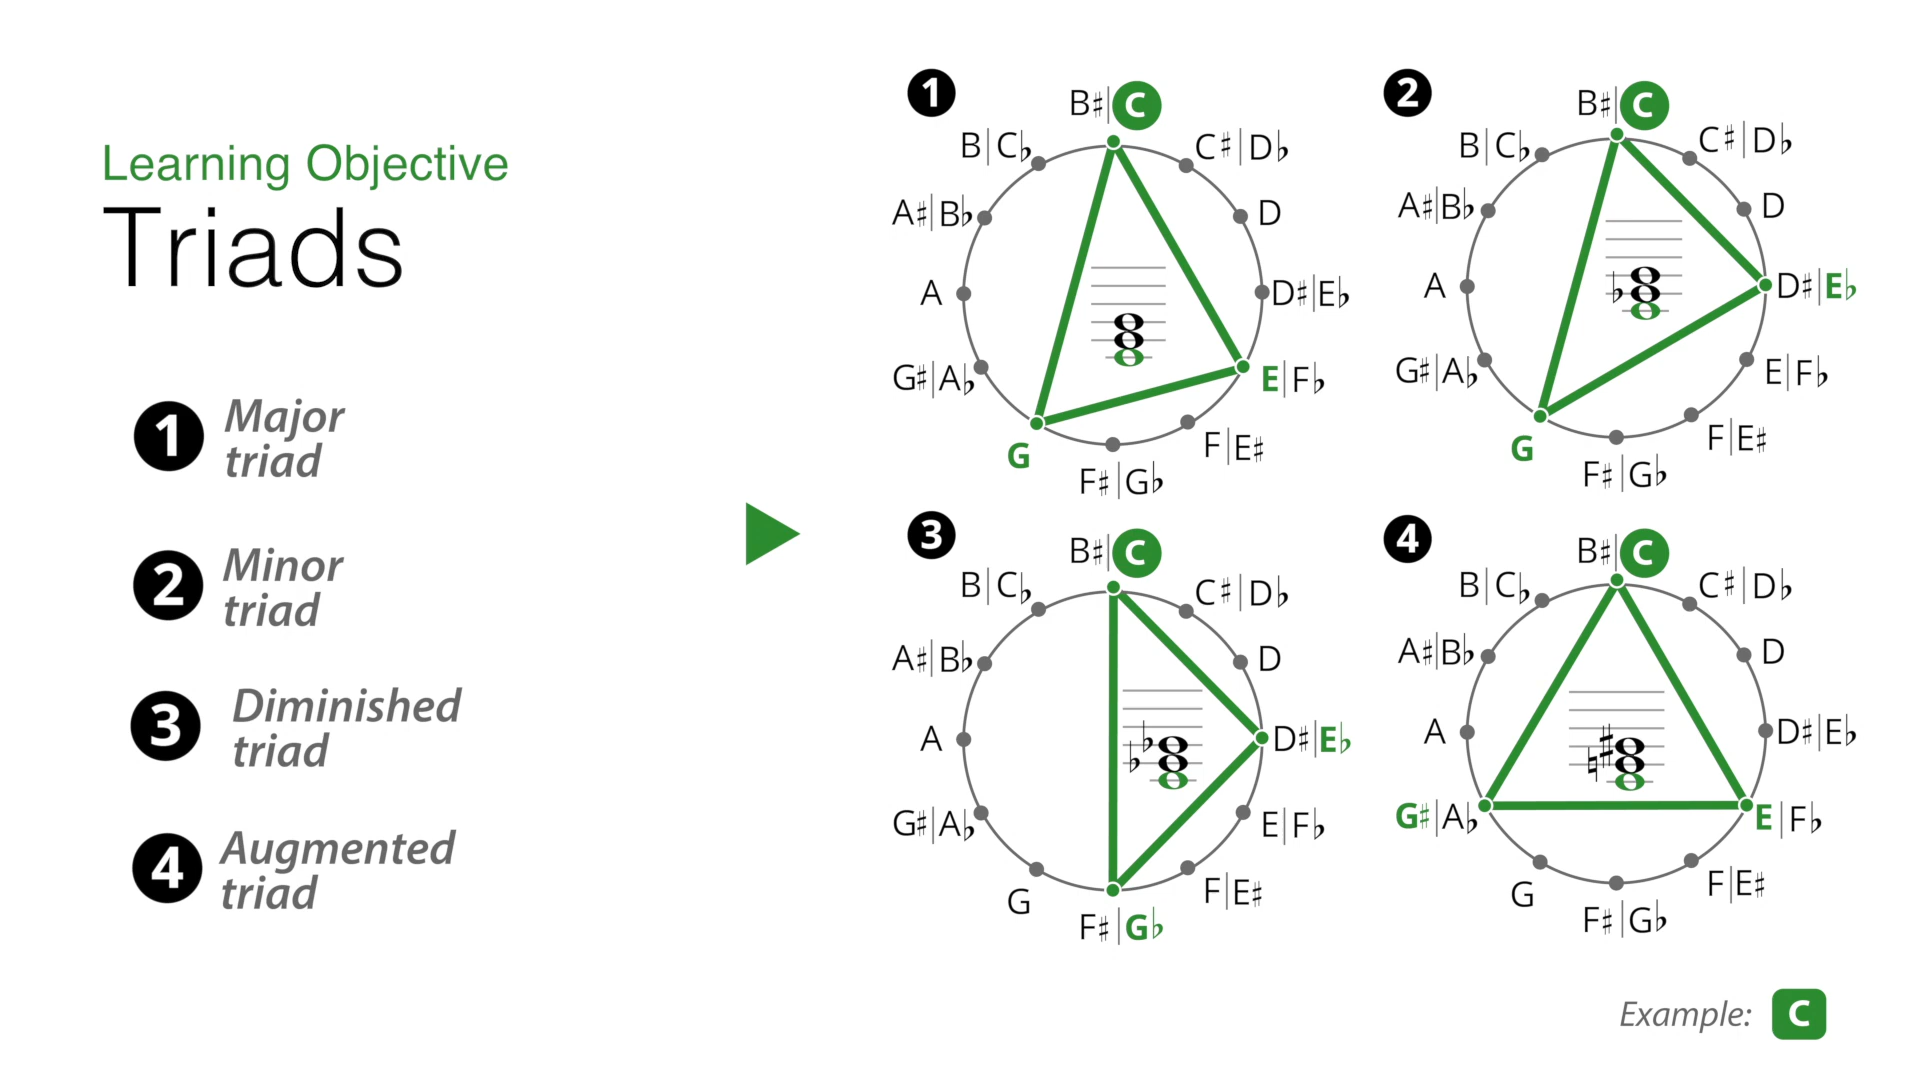 Learning Objective
Triads
1 Major
triad
2 Minor
triad
3 Diminished
triad
4 Augmented
triad
1
B♯|C
B|C♭
C♯|D♭
A♯|B♭
D
A
D♯|E♭
G♯|A♭
E|F♭
G
F|E♯
F♯|G♭
2
B♯|C
B|C♭
C♯|D♭
A♯|B♭
D
A
D♯|E♭
G♯|A♭
E|F♭
G
F|E♯
F♯|G♭
3
B♯|C
B|C♭
C♯|D♭
A♯|B♭
D
A
D♯|E♭
G♯|A♭
E|F♭
G
F|E♯
F♯|G♭
4
B♯|C
B|C♭
C♯|D♭
A♯|B♭
D
A
D♯|E♭
G♯|A♭
E|F♭
G
F|E♯
F♯|G♭
Example: C